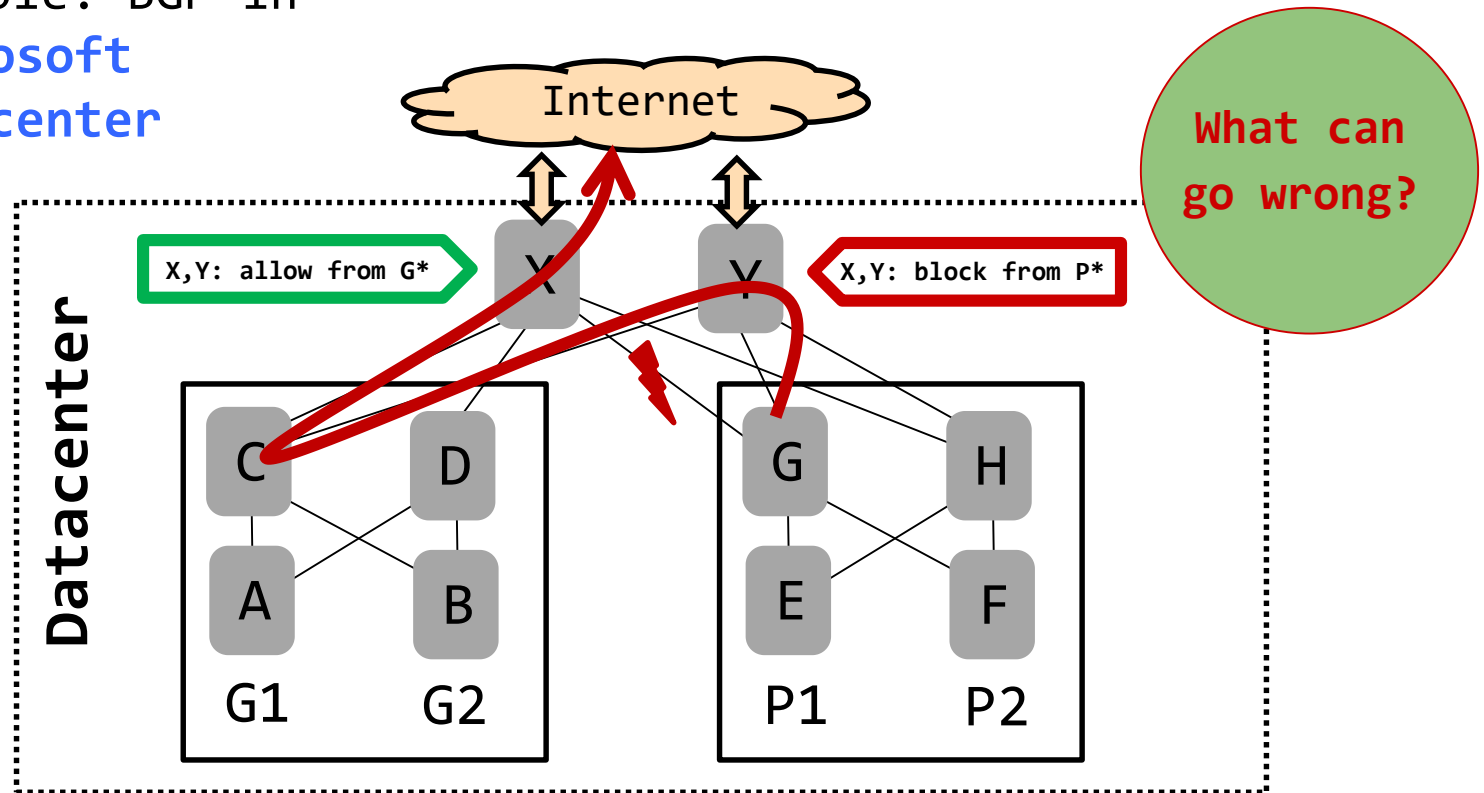 osoft
center
Internet
What can
go wrong?
X,Y: allow from G*
X
Y
X,Y: block from P*
Datacenter
C
D
G
H
A
B
E
F
G1
G2
P1
P2